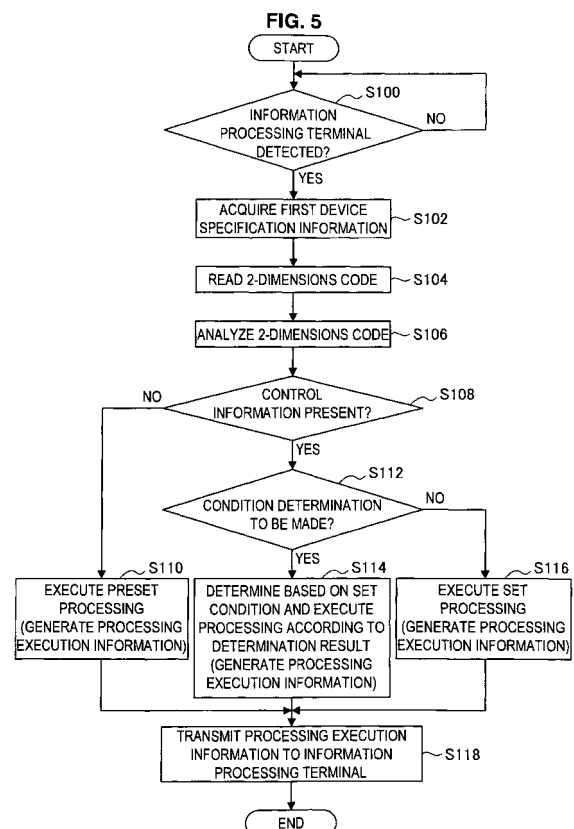 FIG. 5
START
S100
INFORMATION
PROCESSING TERMINAL
DETECTED?
NO
YES
ACQUIRE FIRST DEVICE
SPECIFICATION INFORMATION
S102
READ 2-DIMENSIONS CODE
S104
ANALYZE 2-DIMENSIONS CODE
S106
S108
NO
CONTROL
INFORMATION PRESENT?
YES
S112
CONDITION DETERMINATION
TO BE MADE?
NO
YES
S110
EXECUTE PRESET
PROCESSING
(GENERATE PROCESSING
EXECUTION INFORMATION)
S114
DETERMINE BASED ON SET
CONDITION AND EXECUTE
PROCESSING ACCORDING TO
DETERMINATION RESULT
(GENERATE PROCESSING
EXECUTION INFORMATION)
S116
EXECUTE SET
PROCESSING
(GENERATE PROCESSING
EXECUTION INFORMATION)
TRANSMIT PROCESSING EXECUTION
INFORMATION TO INFORMATION
PROCESSING TERMINAL
S118
END